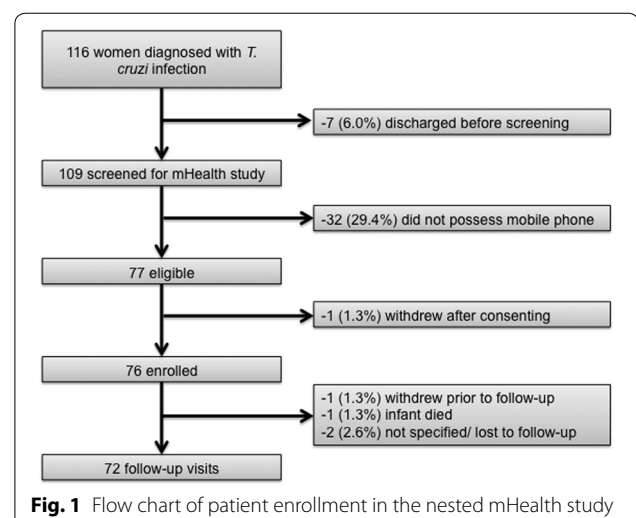 116 women diagnosed with T.
cruzi infection
-7 (6.0%) discharged before screening
109 screened for mHealth study
-32 (29.4%) did not possess mobile phone
77 eligible
-1 (1.3%) withdrew after consenting
76 enrolled
-1 (1.3%) withdrew prior to follow-up
-1 (1.3%) infant died
-2 (2.6%) not specified/ lost to follow-up
72 follow-up visits
Fig. 1 Flow chart of patient enrollment in the nested mHealth study